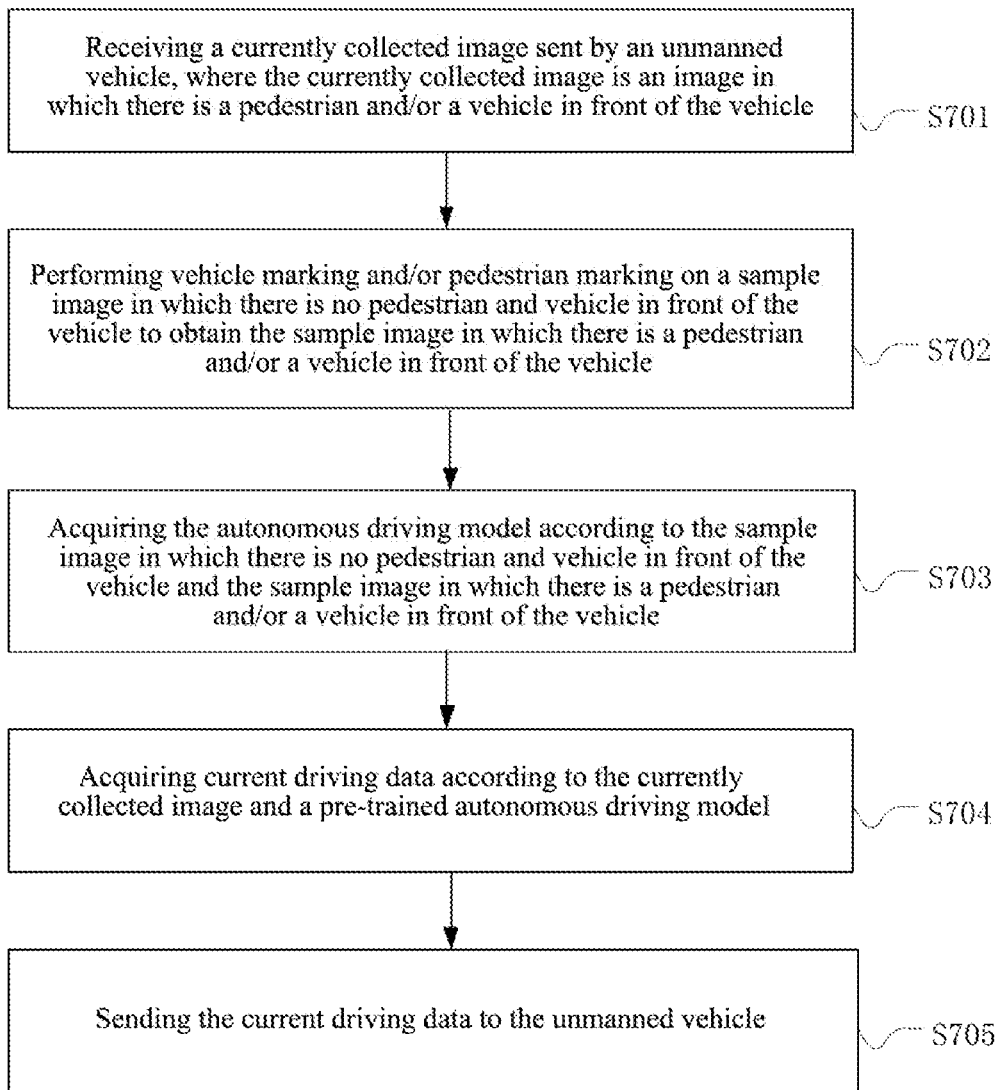 Receiving a currently collected image sent by an unmanned
vehicle, where the currently collected image is an image in
which there is a pedestrian and/or a vehicle in front of the vehicle
S701
Performing vehicle marking and/or pedestrian marking on a sample
image in which there is no pedestrian and vehicle in front of the
vehicle to obtain the sample image in which there is a pedestrian
and/or a vehicle in front of the vehicle
S702
Acquiring the autonomous driving model according to the sample
image in which there is no pedestrian and vehicle in front of the
vehicle and the sample image in which there is a pedestrian
and/or a vehicle in front of the vehicle
S703
Acquiring current driving data according to the currently
collected image and a pre-trained autonomous driving model
S704
Sending the current driving data to the unmanned vehicle
S705